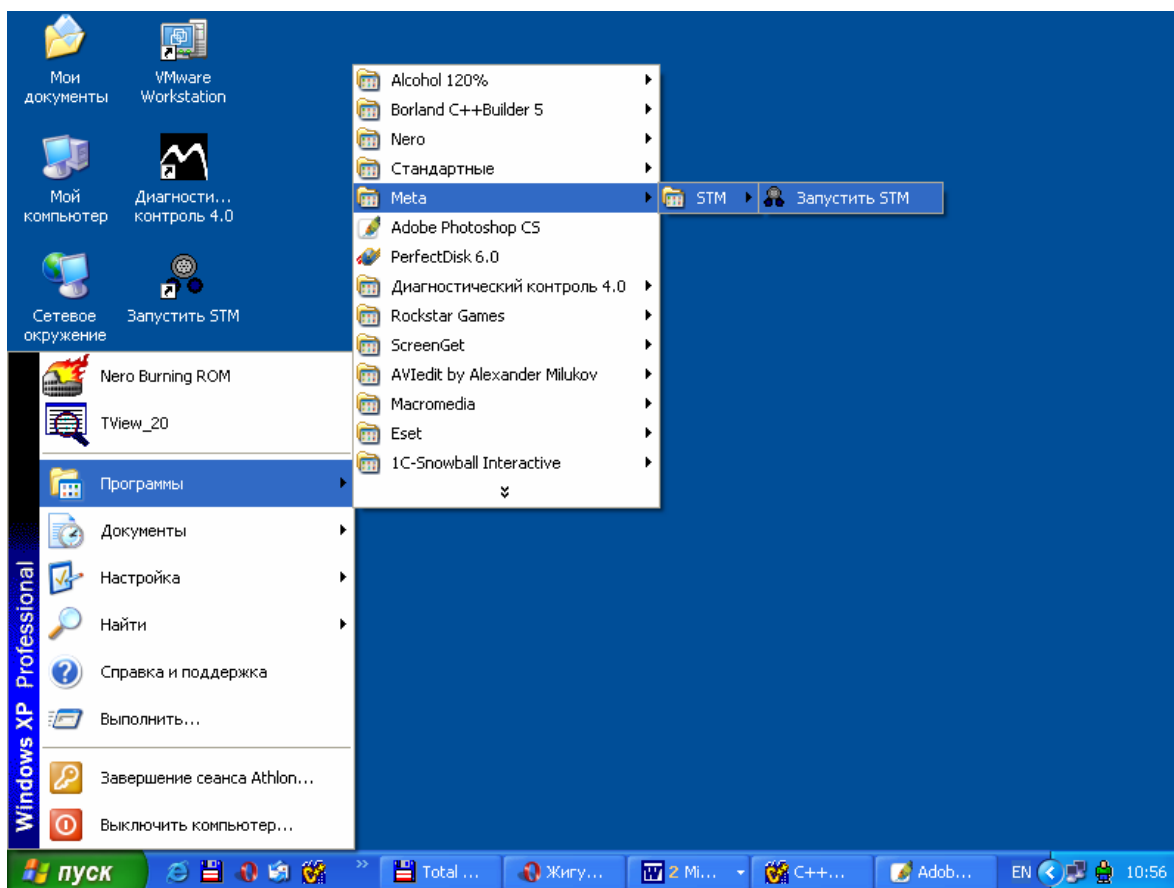 Мои
документы
VMware
Workstation
Мой
компьютер
Диагности...
контроль 4.0
Сетевое
окружение
Запустить STM
Alcohol 120%
Borland C++Builder 5
Nero
Стандартные
Meta
STM
Запустить STM
Adobe Photoshop CS
PerfectDisk 6.0
Диагностический контроль 4.0
Rockstar Games
ScreenGet
AVIedit by Alexander Milukov
Macromedia
Eset
1C-Snowball Interactive
Nero Burning ROM
TView_20
Программы
Документы
Настройка
Найти
Справка и поддержка
Выполнить...
Завершение сеанса Athlon...
Выключить компьютер...
Windows XP Professional
пуск
Total ...
Жигу...
2 Mi...
C++...
Adob...
EN
10:56